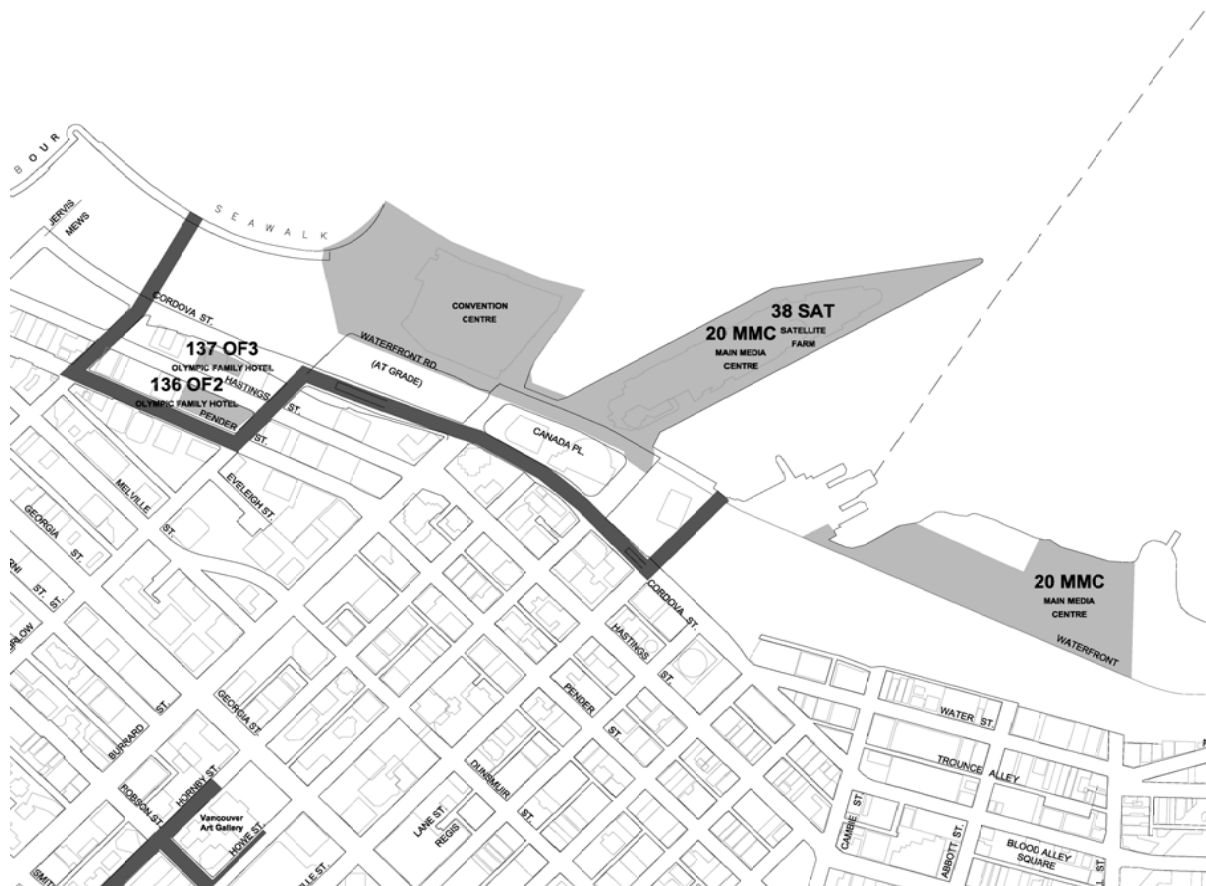 BOUR
SEAWALK
JERVIS
MEWS
CORDOVA ST.
CONVENTION
CENTRE
38 SAT
SATELLITE
FARM
20 MMC
MAIN MEDIA
CENTRE
WATERFRONT RD
(AT GRADE)
137 OF3
OLYMPIC FAMILY HOTEL
HASTINGS ST.
136 OF2
OLYMPIC FAMILY HOTEL
PENDER ST.
CANADA PL.
MELVILLE ST.
EVELEIGH ST.
GEORGIA ST.
20 MMC
MAIN MEDIA
CENTRE
WATERFRONT
CORDOVA ST.
HASTINGS ST.
PENDER ST.
WATER ST.
TROUNCE ALLEY
BURRARD ST.
GEORGIA ST.
DUNSMUIR ST.
HORNBY ST.
ROBSON ST.
Vancouver
Art Gallery
HOWE ST.
LANE ST.
REGIS
CAMBIE ST.
ABBOTT ST.
BLOOD ALLEY
SQUARE